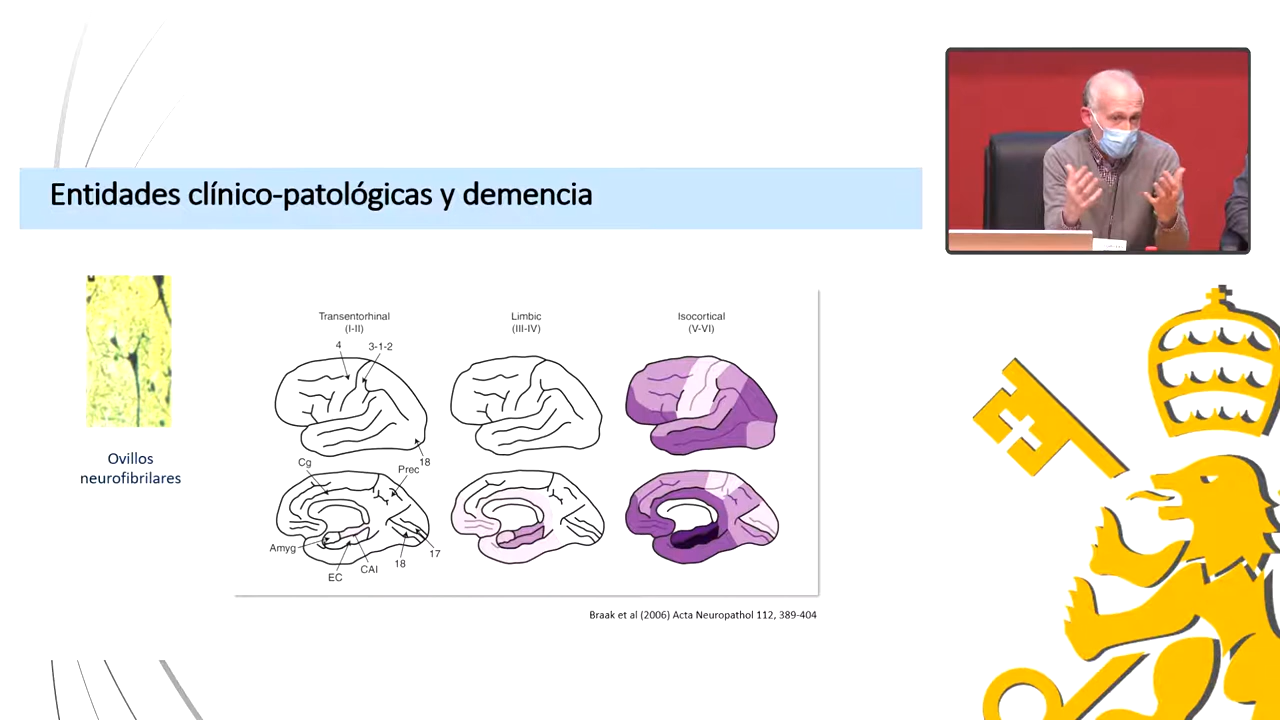 Entidades clínico-patológicas y demencia
Ovillos
neurofibrilares
Transentorhinal
(I-II)
Limbic
(III-IV)
Isocortical
(V-VI)
4
3-1-2
18
Cg
Prec
Amyg
EC
CAI
18
17
Braak et al (2006) Acta Neuropathol 112, 389-404